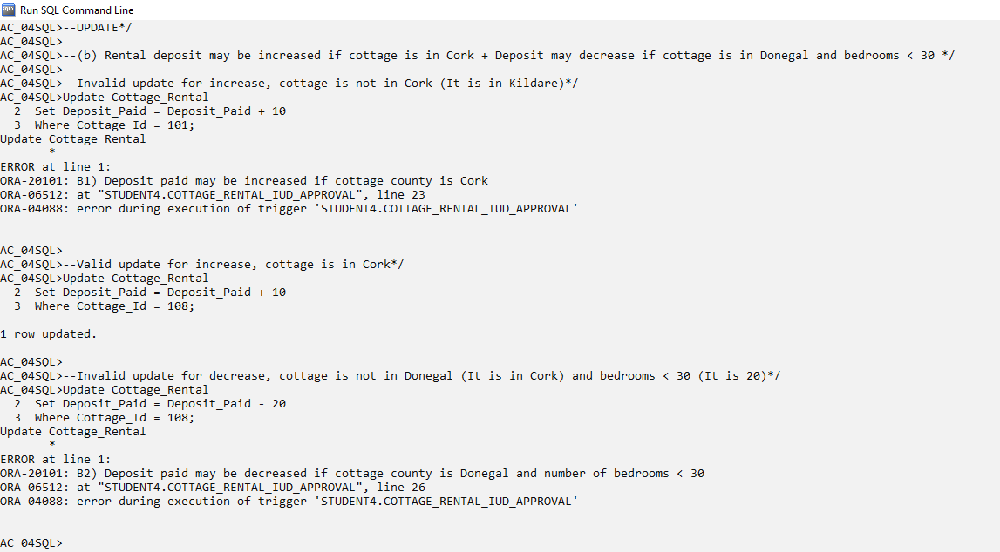 Run SQL Command Line
AC_04SQL>--UPDATE*/
AC_04SQL>
AC_04SQL>--(b) Rental deposit may be increased if cottage is in Cork + Deposit may decrease if cottage is in Donegal and bedrooms < 30 */
AC_04SQL>
AC_04SQL>--Invalid update for increase, cottage is not in Cork (It is in Kildare)*/
AC_04SQL>Update Cottage_Rental
  2  Set Deposit_Paid = Deposit_Paid + 10
  3  Where Cottage_Id = 101;
Update Cottage_Rental
       *
ERROR at line 1:
ORA-20101: B1) Deposit paid may be increased if cottage county is Cork
ORA-06512: at "STUDENT4.COTTAGE_RENTAL_IUD_APPROVAL", line 23
ORA-04088: error during execution of trigger 'STUDENT4.COTTAGE_RENTAL_IUD_APPROVAL'
AC_04SQL>
AC_04SQL>--Valid update for increase, cottage is in Cork*/
AC_04SQL>Update Cottage_Rental
  2  Set Deposit_Paid = Deposit_Paid + 10
  3  Where Cottage_Id = 108;
1 row updated.
AC_04SQL>
AC_04SQL>--Invalid update for decrease, cottage is not in Donegal (It is in Cork) and bedrooms < 30 (It is 20)*/
AC_04SQL>Update Cottage_Rental
  2  Set Deposit_Paid = Deposit_Paid - 20
  3  Where Cottage_Id = 108;
Update Cottage_Rental
       *
ERROR at line 1:
ORA-20101: B2) Deposit paid may be decreased if cottage county is Donegal and number of bedrooms < 30
ORA-06512: at "STUDENT4.COTTAGE_RENTAL_IUD_APPROVAL", line 26
ORA-04088: error during execution of trigger 'STUDENT4.COTTAGE_RENTAL_IUD_APPROVAL'
AC_04SQL>